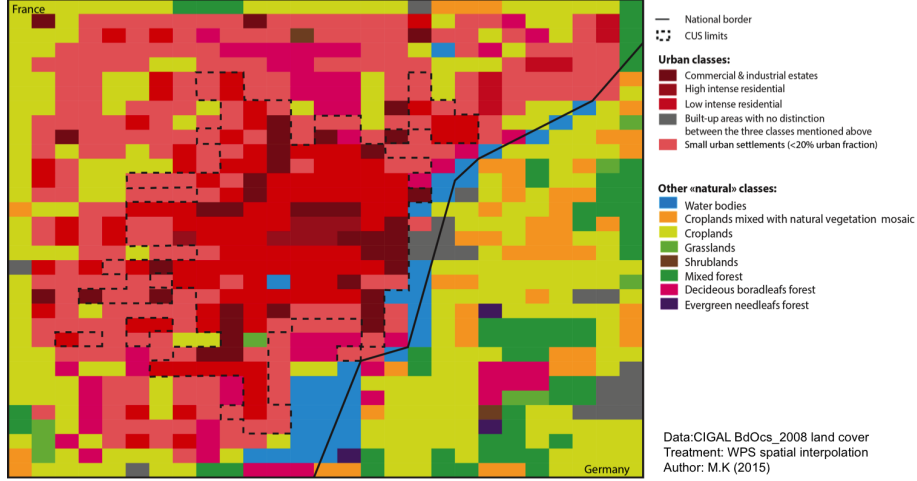 France
National border
CUS limits
Urban classes:
Commercial & industrial estates
High intense residential
Low intense residential
Built-up areas with no distinction
between the three classes mentioned above
Small urban settlements (<20% urban fraction)
Other «natural» classes:
Water bodies
Croplands mixed with natural vegetation mosaic
Croplands
Grasslands
Shrublands
Mixed forest
Decideous boradleafs forest
Evergreen needleafs forest
Data:CIGAL BdOcs_2008 land cover
Treatment: WPS spatial interpolation
Author: M.K (2015)
Germany